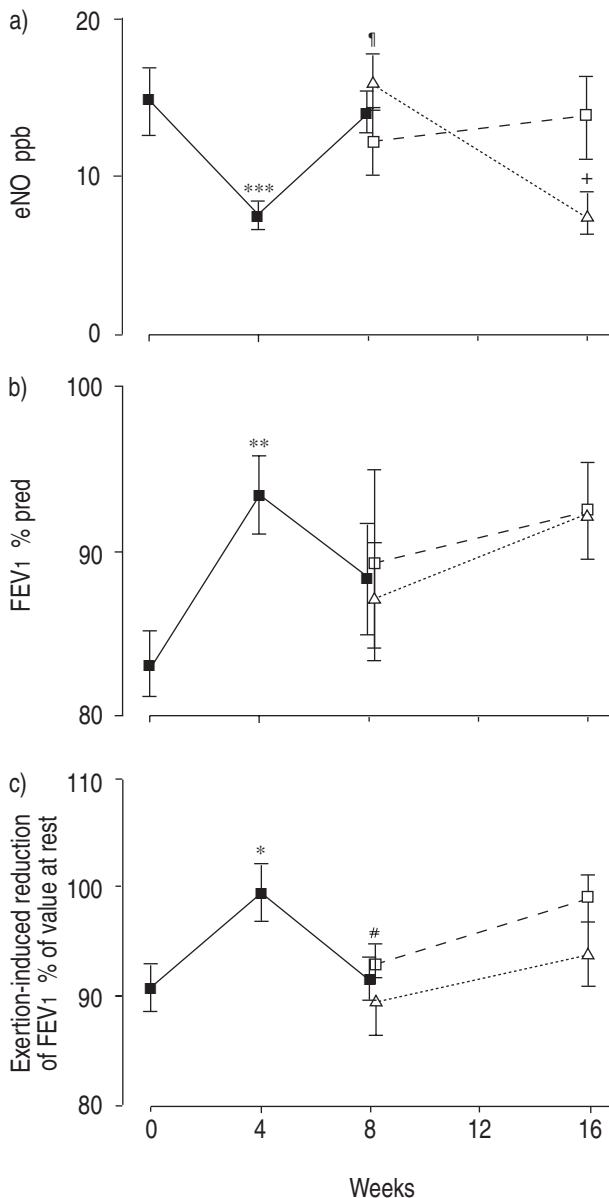 a)
20
10
0
eNO ppb
***
¶
+
b)
100
90
80
FEV1 % pred
**
c)
110
100
90
80
Exertion-induced reduction
of FEV1 % of value at rest
*
#
0 4 8 12 16
Weeks